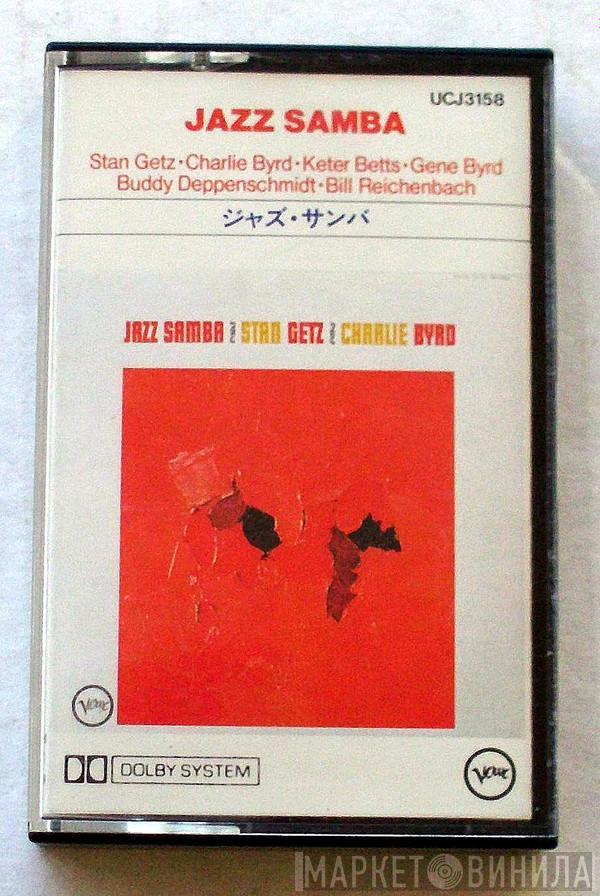 UCJ3158
JAZZ SAMBA
Stan Getz・Charlie Byrd・Keter Betts・Gene Byrd
Buddy Deppenschmidt・Bill Reichenbach
ジャズ・サンバ
JAZZ SAMBA STAN GETZ CHARLIE BYRD
Verve
DOLBY SYSTEM
Verve
МАРКЕТ ВИНИЛА